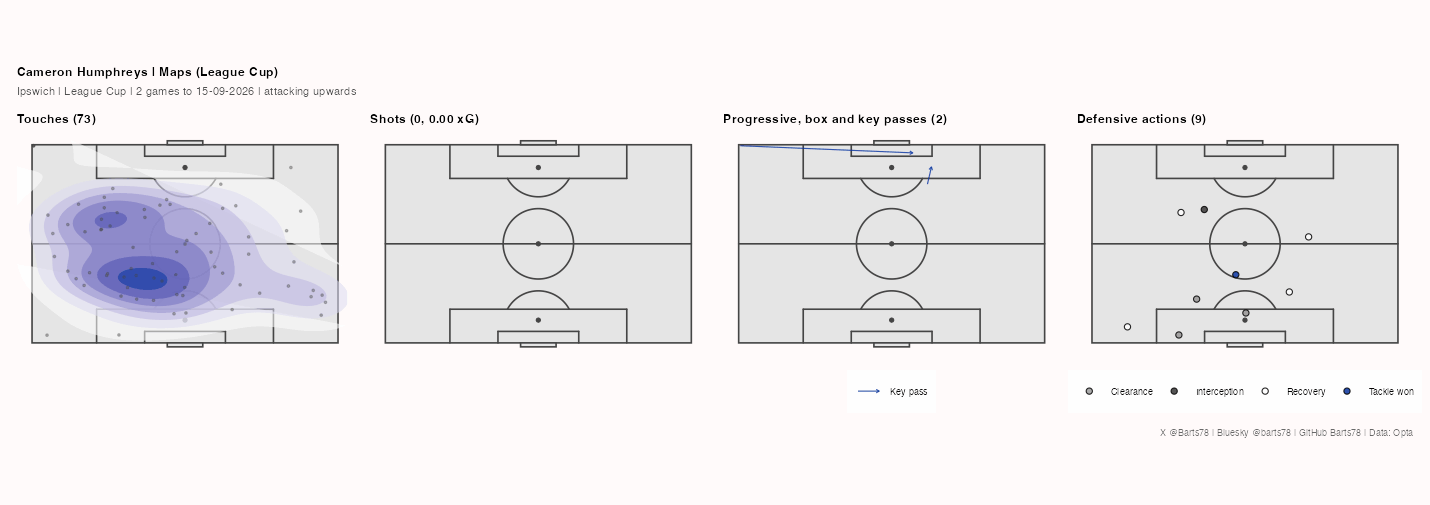 Cameron Humphreys | Maps (League Cup)
Ipswich | League Cup | 2 games to 15-09-2026 | attacking upwards
Touches (73)
Shots (0, 0.00 xG)
Progressive, box and key passes (2)
Defensive actions (9)
Key pass
Clearance
Interception
Recovery
Tackle won
X @Barts78 | Bluesky @barts78 | GitHub Barts78 | Data: Opta